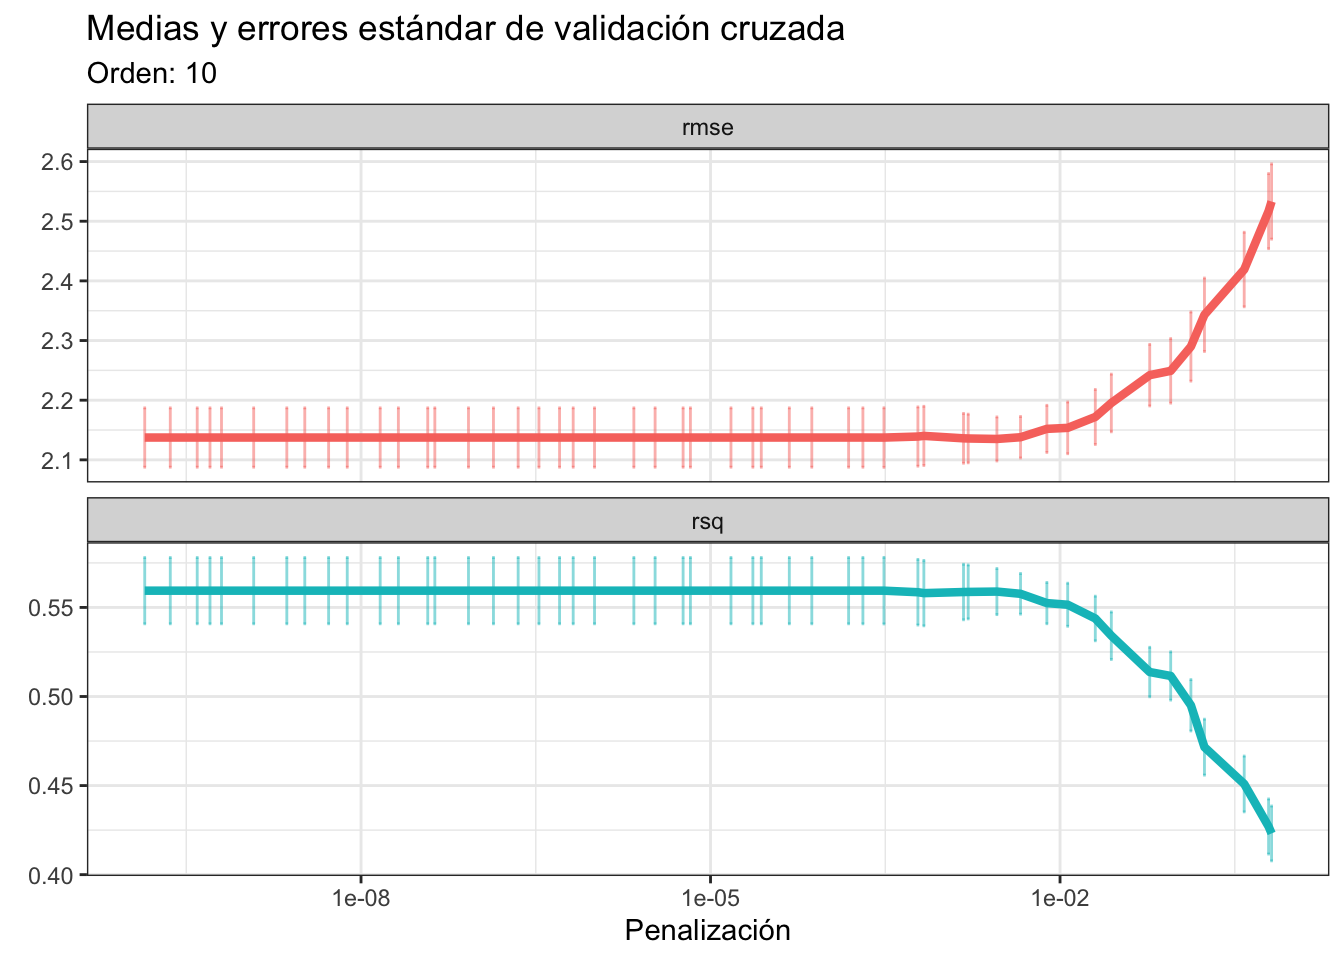 Medias y errores estándar de validación cruzada
Orden: 10
rmse
2.6
2.5
2.4
2.3
2.2
2.1
rsq
0.55
0.50
0.45
0.40
1e-08 1e-05 1e-02
Penalización